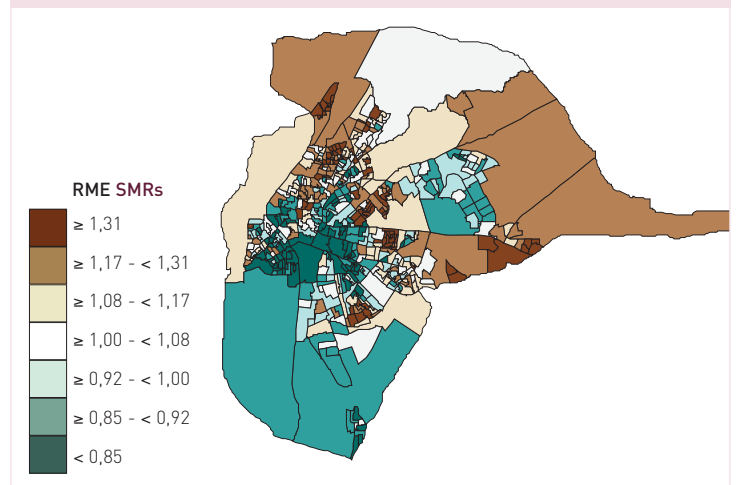 RME SMRs
≥ 1,31
≥ 1,17 - < 1,31
≥ 1,08 - < 1,17
≥ 1,00 - < 1,08
≥ 0,92 - < 1,00
≥ 0,85 - < 0,92
< 0,85